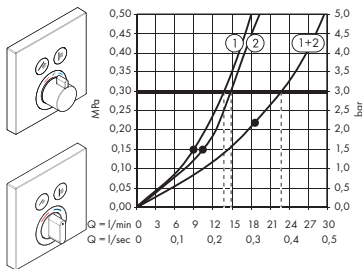 0,50 5,0
0,45 4,5
0,40 1 2 1+2 4,0
0,35 3,5
0,30 3,0
MPa 0,25 2,5 bar
0,20 2,0
0,15 1,5
0,10 1,0
0,05 0,5
0,00 0,0
Q = l/min 0 3 6 9 12 15 18 21 24 27 30
Q = l/sec 0 0,1 0,2 0,3 0,4 0,5